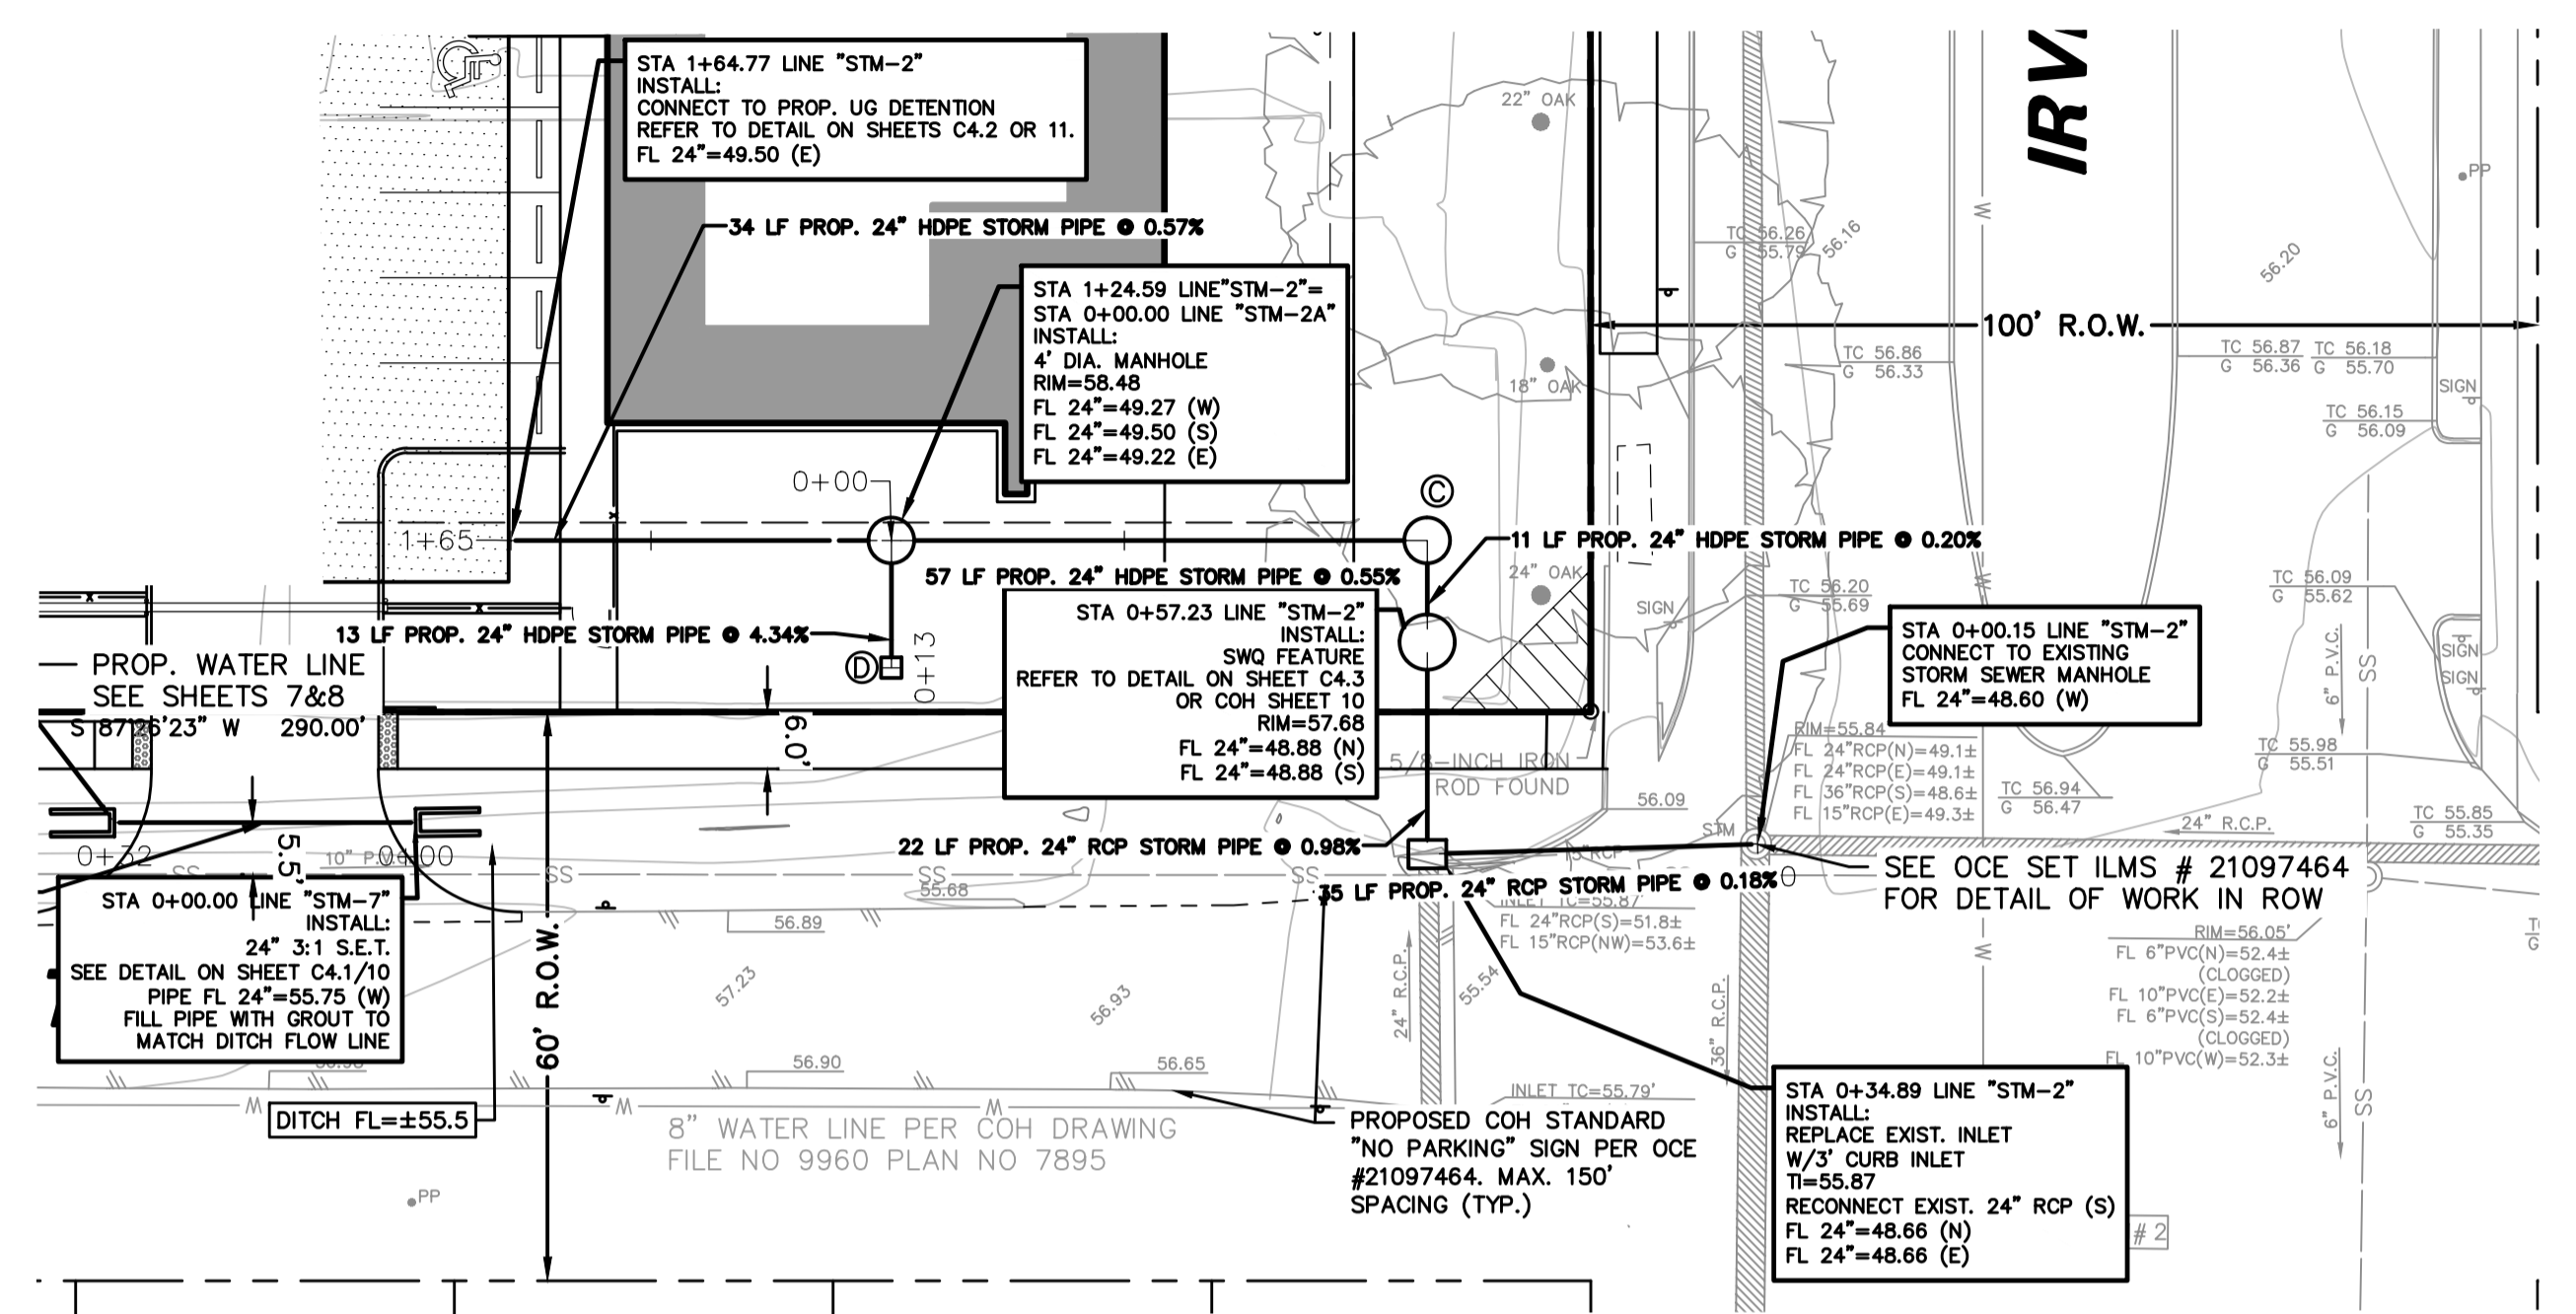 STA 1+64.77 LINE "STM-2"
INSTALL:
CONNECT TO PROP. UG DETENTION
REFER TO DETAIL ON SHEETS C4.2 OR 11.
FL 24"=49.50 (E)
34 LF PROP. 24" HDPE STORM PIPE @ 0.57%
STA 1+24.59 LINE"STM-2"=
STA 0+00.00 LINE "STM-2A"
INSTALL:
4' DIA. MANHOLE
RIM=58.48
FL 24"=49.27 (W)
FL 24"=49.50 (S)
FL 24"=49.22 (E)
22" OAK
18" OAK
24" OAK
TC 56.26
G 55.79
56.16
IRV
PP
56.20
100' R.O.W.
TC 56.86
G 56.33
TC 56.87
G 56.36
TC 56.18
G 55.70
SIGN
TC 56.15
G 56.09
W
W
0+00
1+65
C
11 LF PROP. 24" HDPE STORM PIPE @ 0.20%
57 LF PROP. 24" HDPE STORM PIPE @ 0.55%
13 LF PROP. 24" HDPE STORM PIPE @ 4.34%
D
0+13
SIGN
TC 56.20
G 55.69
TC 56.09
G 55.62
PROP. WATER LINE
SEE SHEETS 7&8
S 87°26'23" W 290.00'
STA 0+57.23 LINE "STM-2"
INSTALL:
SWQ FEATURE
REFER TO DETAIL ON SHEET C4.3
OR COH SHEET 10
RIM=57.68
FL 24"=48.88 (N)
FL 24"=48.88 (S)
STA 0+00.15 LINE "STM-2"
CONNECT TO EXISTING
STORM SEWER MANHOLE
FL 24"=48.60 (W)
6" P.V.C.
SS
SIGN
SIGN
6.0'
5/8-INCH IRON
ROD FOUND
RIM=55.84
FL 24"RCP(N)=49.1±
FL 24"RCP(E)=49.1±
FL 36"RCP(S)=48.6±
FL 15"RCP(E)=49.3±
TC 56.94
G 56.47
TC 55.98
G 55.51
TC 55.85
G 55.35
56.09
STM
24" R.C.P.
0+32
0+00
5.5'
10" P.V.C.
SS
SS
SS
55.68
22 LF PROP. 24" RCP STORM PIPE @ 0.98%
35 LF PROP. 24" RCP STORM PIPE @ 0.18%
SEE OCE SET ILMS # 21097464
FOR DETAIL OF WORK IN ROW
STA 0+00.00 LINE "STM-7"
INSTALL:
24" 3:1 S.E.T.
SEE DETAIL ON SHEET C4.1/10
PIPE FL 24"=55.75 (W)
FILL PIPE WITH GROUT TO
MATCH DITCH FLOW LINE
60' R.O.W.
56.89
57.23
56.93
INLET TC=55.87'
FL 24"RCP(S)=51.8±
FL 15"RCP(NW)=53.6±
24" R.C.P.
55.54
36" R.C.P.
W
RIM=56.05'
FL 6"PVC(N)=52.4±
(CLOGGED)
FL 10"PVC(E)=52.2±
FL 6"PVC(S)=52.4±
(CLOGGED)
FL 10"PVC(W)=52.3±
56.90
56.65
INLET TC=55.79'
6" P.V.C.
SS
DITCH FL=±55.5
W
W
W
8" WATER LINE PER COH DRAWING
FILE NO 9960 PLAN NO 7895
PP
PROPOSED COH STANDARD
"NO PARKING" SIGN PER OCE
#21097464. MAX. 150'
SPACING (TYP.)
STA 0+34.89 LINE "STM-2"
INSTALL:
REPLACE EXIST. INLET
W/3' CURB INLET
TI=55.87
RECONNECT EXIST. 24" RCP (S)
FL 24"=48.66 (N)
FL 24"=48.66 (E)
#2